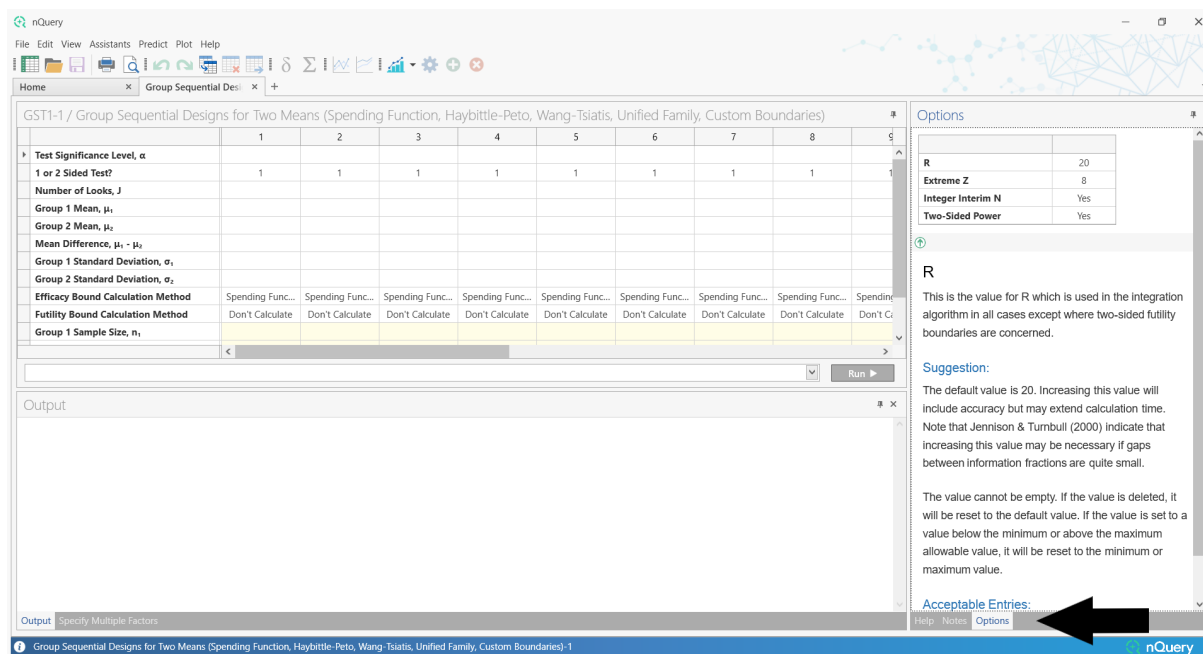 nQuery
File Edit View Assistants Predict Plot Help
Home × Group Sequential Desi × +
GST1-1 / Group Sequential Designs for Two Means (Spending Function, Haybittle-Peto, Wang-Tsiatis, Unified Family, Custom Boundaries)
1 2 3 4 5 6 7 8 9
Test Significance Level, α
1 or 2 Sided Test? 1 1 1 1 1 1 1 1 1
Number of Looks, J
Group 1 Mean, μ₁
Group 2 Mean, μ₂
Mean Difference, μ₁ - μ₂
Group 1 Standard Deviation, σ₁
Group 2 Standard Deviation, σ₂
Efficacy Bound Calculation Method Spending Func... Spending Func... Spending Func... Spending Func... Spending Func... Spending Func... Spending Func... Spending Func... Spending
Futility Bound Calculation Method Don't Calculate Don't Calculate Don't Calculate Don't Calculate Don't Calculate Don't Calculate Don't Calculate Don't Calculate Don't Ca
Group 1 Sample Size, n₁
Run
Output
Output Specify Multiple Factors
Options
R 20
Extreme Z 8
Integer Interim N Yes
Two-Sided Power Yes
R
This is the value for R which is used in the integration
algorithm in all cases except where two-sided futility
boundaries are concerned.
Suggestion:
The default value is 20. Increasing this value will
include accuracy but may extend calculation time.
Note that Jennison & Turnbull (2000) indicate that
increasing this value may be necessary if gaps
between information fractions are quite small.
The value cannot be empty. If the value is deleted, it
will be reset to the default value. If the value is set to a
value below the minimum or above the maximum
allowable value, it will be reset to the minimum or
maximum value.
Acceptable Entries:
Help Notes Options
Group Sequential Designs for Two Means (Spending Function, Haybittle-Peto, Wang-Tsiatis, Unified Family, Custom Boundaries)-1
nQuery